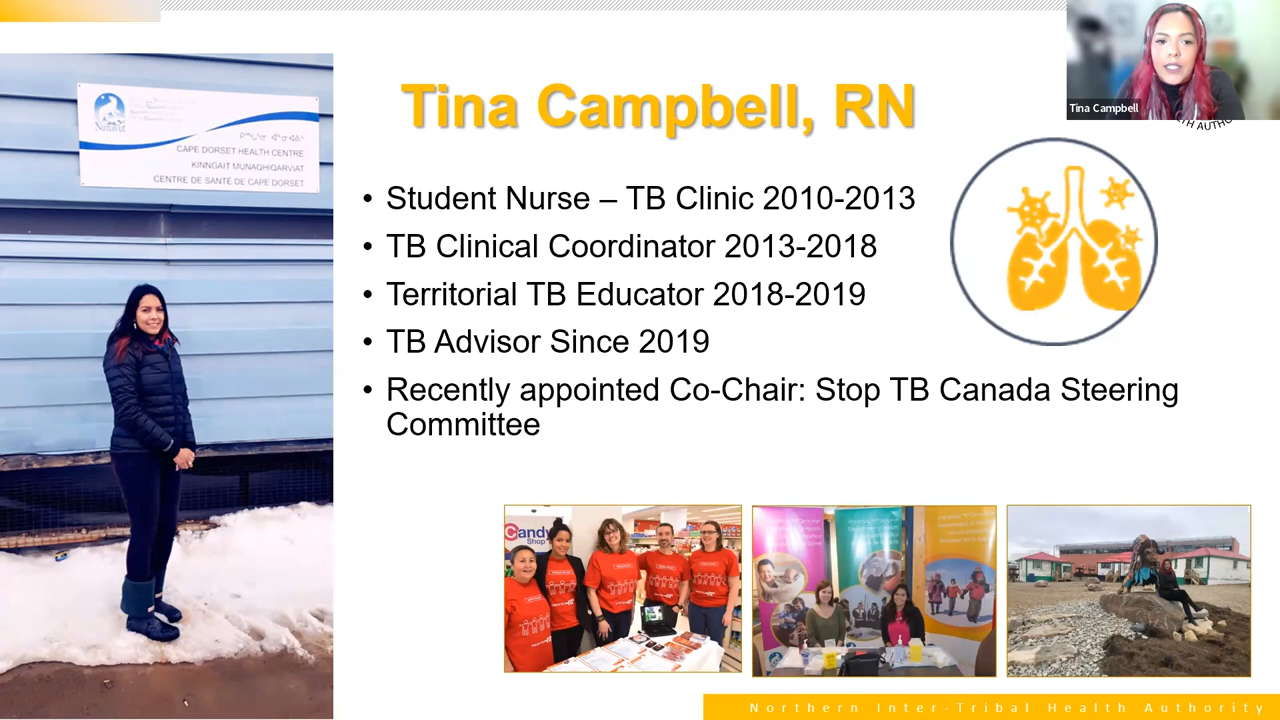 Tina Campbell
Tina Campbell, RN
• Student Nurse – TB Clinic 2010-2013
• TB Clinical Coordinator 2013-2018
• Territorial TB Educator 2018-2019
• TB Advisor Since 2019
• Recently appointed Co-Chair: Stop TB Canada Steering
Committee
Nunavut
CAPE DORSET HEALTH CENTRE
KINNGAIT MUNAQHIQARVIAT
CENTRE DE SANTÉ DE CAPE DORSET
Candy
Shop
Northern Inter-Tribal Health Authority